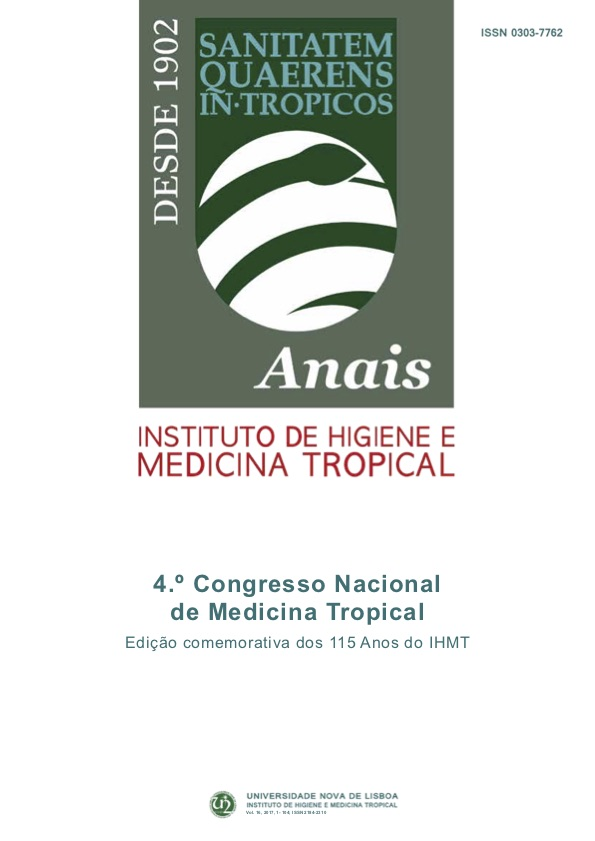 ISSN 0303-7762
DESDE 1902
SANITATEM
QUAERENS
IN·TROPICOS
Anais
INSTITUTO DE HIGIENE E
MEDICINA TROPICAL
4.º Congresso Nacional
de Medicina Tropical
Edição comemorativa dos 115 Anos do IHMT
UNIVERSIDADE NOVA DE LISBOA
INSTITUTO DE HIGIENE E MEDICINA TROPICAL